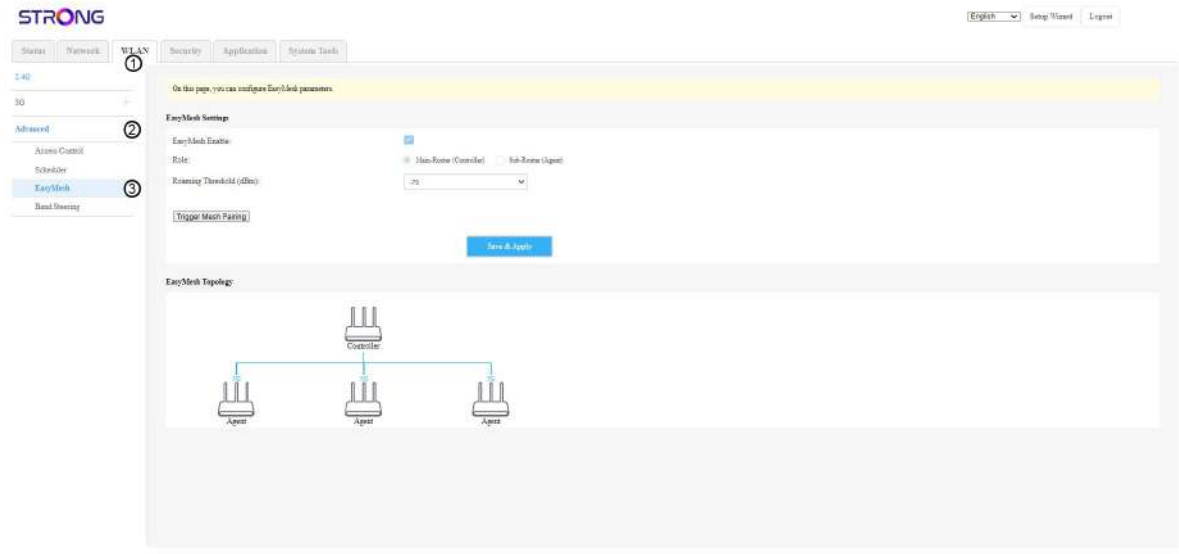 STRONG
English Setup Wizard Logout
Status Network WLAN Security Application System Tools
1
2.4G
On this page, you can configure EasyMesh parameters.
5G
EasyMesh Settings
Advanced 2
EasyMesh Enable:
Access Control
Role: Main-Router (Controller) Sub-Router (Agent)
Scheduler
Roaming Threshold (dBm):
EasyMesh 3
Band Steering
Trigger Mesh Pairing
Save & Apply
EasyMesh Topology
Controller
5G 5G 5G
Agent Agent Agent